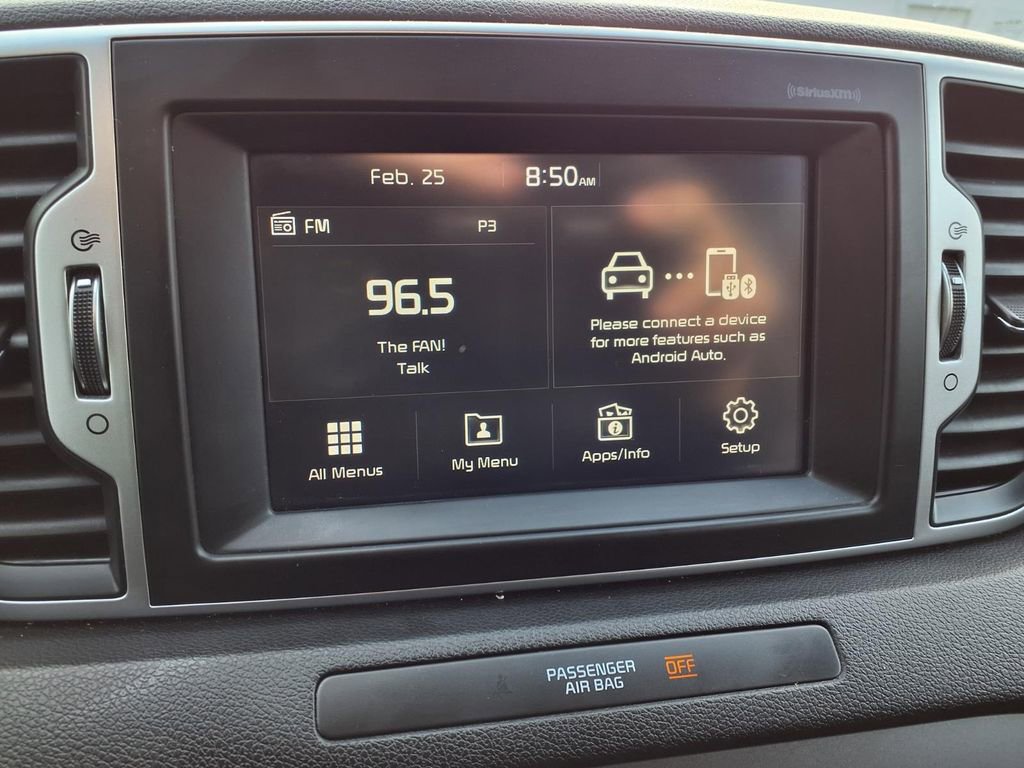 ((SiriusXM))
Feb. 25 8:50AM
FM P3
96.5
The FAN!
Talk
Please connect a device
for more features such as
Android Auto.
All Menus My Menu Apps/Info Setup
PASSENGER OFF
AIR BAG